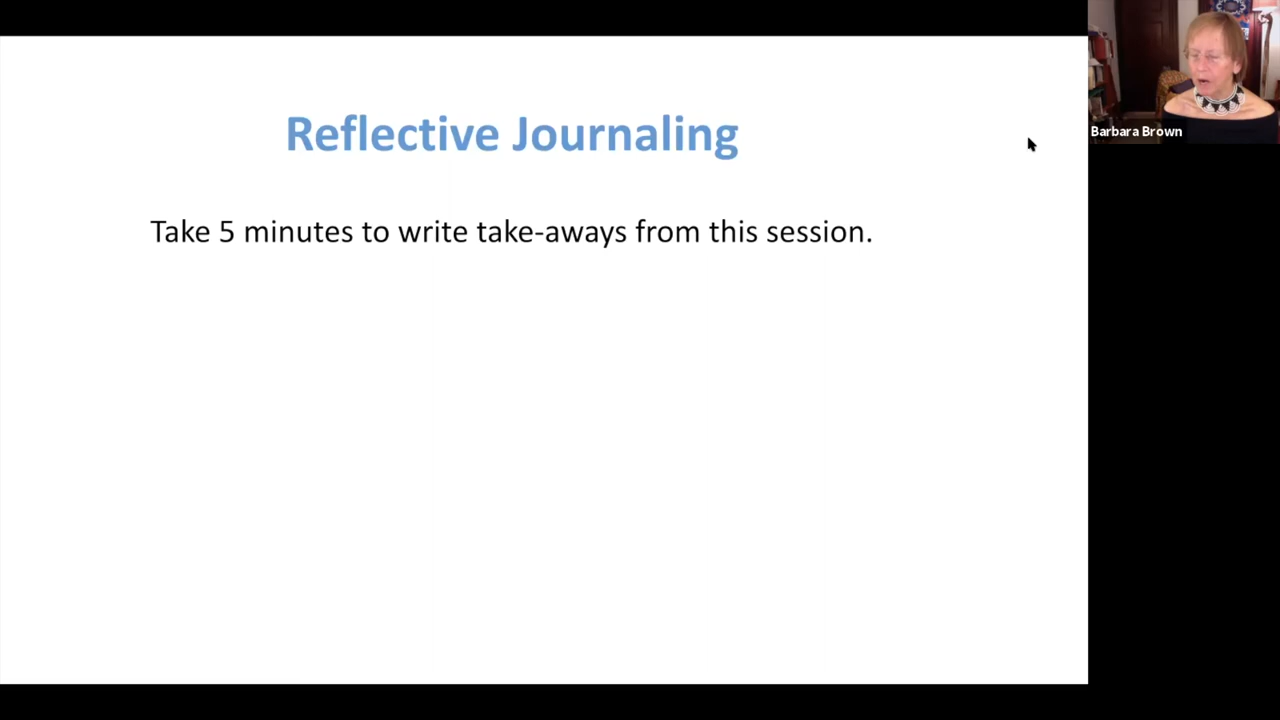 Reflective Journaling
Take 5 minutes to write take-aways from this session.
Barbara Brown